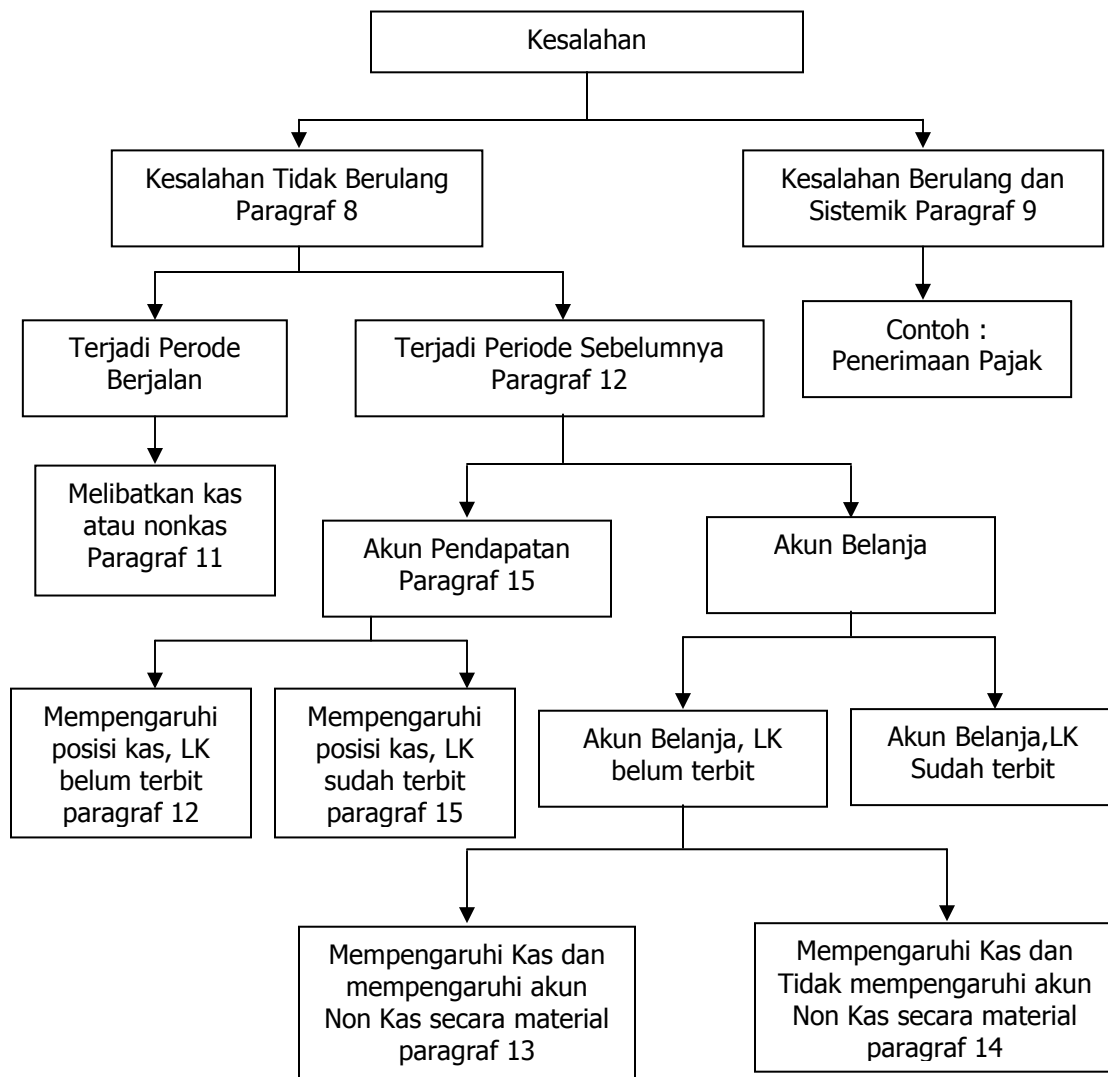 Kesalahan
Kesalahan Tidak Berulang
Paragraf 8
Kesalahan Berulang dan
Sistemik Paragraf 9
Terjadi Perode
Berjalan
Terjadi Periode Sebelumnya
Paragraf 12
Contoh :
Penerimaan Pajak
Melibatkan kas
atau nonkas
Paragraf 11
Akun Pendapatan
Paragraf 15
Akun Belanja
Mempengaruhi
posisi kas, LK
belum terbit
paragraf 12
Mempengaruhi
posisi kas, LK
sudah terbit
paragraf 15
Akun Belanja, LK
belum terbit
Akun Belanja,LK
Sudah terbit
Mempengaruhi Kas dan
mempengaruhi akun
Non Kas secara material
paragraf 13
Mempengaruhi Kas dan
Tidak mempengaruhi akun
Non Kas secara material
paragraf 14